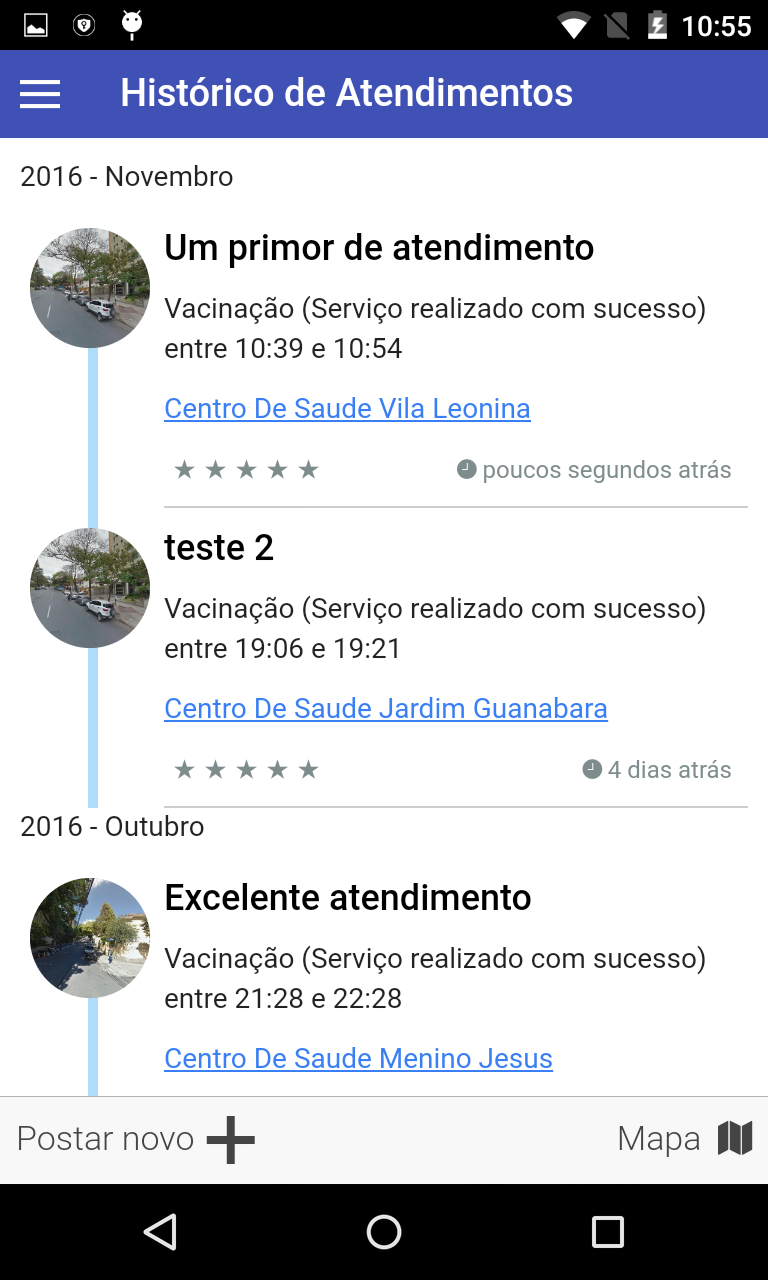 10:55
Histórico de Atendimentos
2016 - Novembro
Um primor de atendimento
Vacinação (Serviço realizado com sucesso)
entre 10:39 e 10:54
Centro De Saude Vila Leonina
★ ★ ★ ★ ★ poucos segundos atrás
teste 2
Vacinação (Serviço realizado com sucesso)
entre 19:06 e 19:21
Centro De Saude Jardim Guanabara
★ ★ ★ ★ ★ 4 dias atrás
2016 - Outubro
Excelente atendimento
Vacinação (Serviço realizado com sucesso)
entre 21:28 e 22:28
Centro De Saude Menino Jesus
Postar novo Mapa